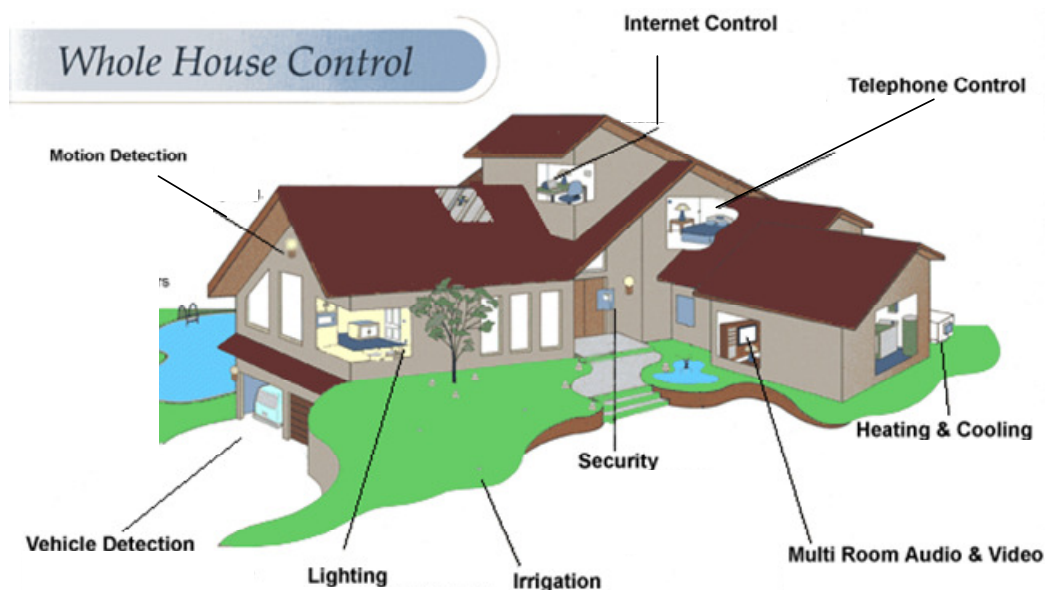 Internet Control
Whole House Control
Telephone Control
Motion Detection
rs
Heating & Cooling
Security
Vehicle Detection
Multi Room Audio & Video
Lighting
Irrigation